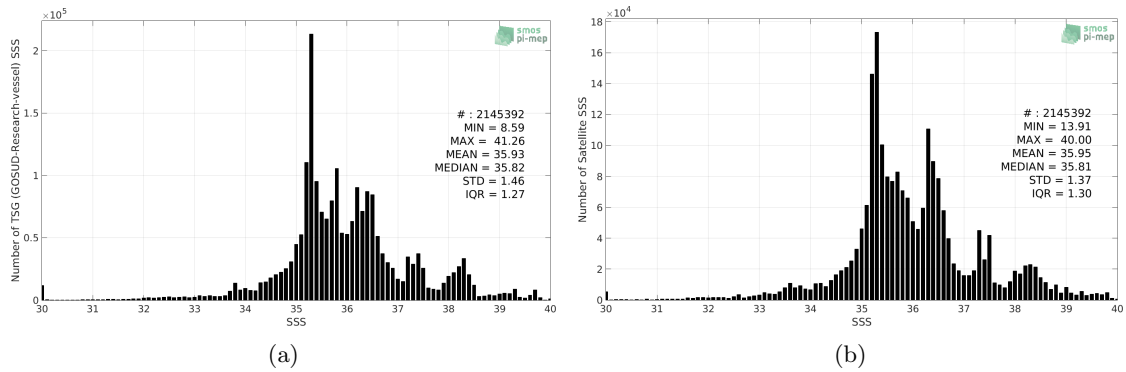 ×10⁵
smos
pi-mep
Number of TSG (GOSUD-Research-vessel) SSS
2
1.5
1
0.5
0
# : 2145392
MIN = 8.59
MAX = 41.26
MEAN = 35.93
MEDIAN = 35.82
STD = 1.46
IQR = 1.27
30 31 32 33 34 35 36 37 38 39 40
SSS
(a)
×10⁴
smos
pi-mep
Number of Satellite SSS
18
16
14
12
10
8
6
4
2
0
# : 2145392
MIN = 13.91
MAX = 40.00
MEAN = 35.95
MEDIAN = 35.81
STD = 1.37
IQR = 1.30
30 31 32 33 34 35 36 37 38 39 40
SSS
(b)